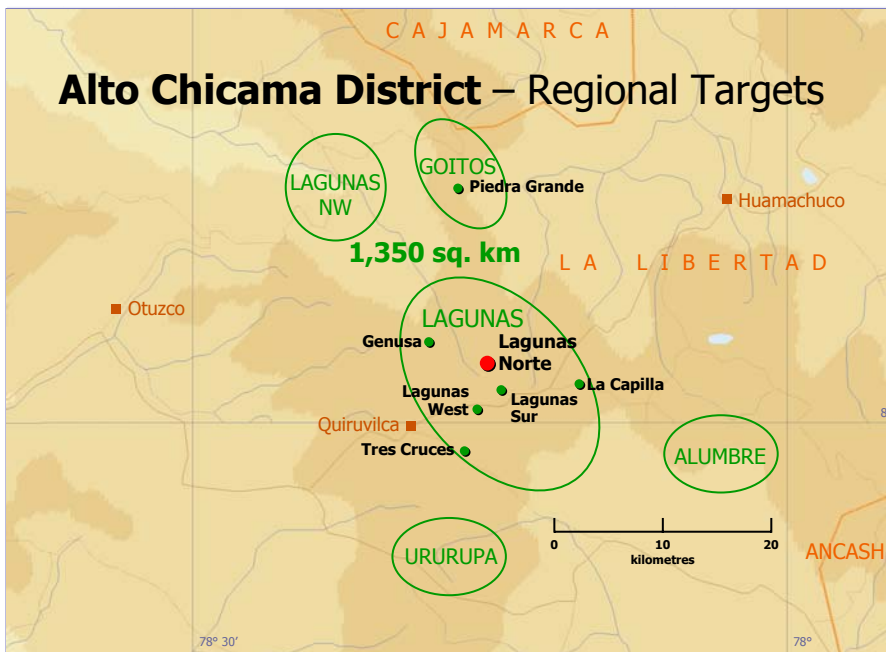 CAJAMARCA
Alto Chicama District – Regional Targets
GOITOS
LAGUNAS
NW
Piedra Grande
Huamachuco
1,350 sq. km
LA LIBERTAD
Otuzco
LAGUNAS
Genusa
Lagunas
Norte
La Capilla
Lagunas
West
Lagunas
Sur
Quiruvilca
8
Tres Cruces
ALUMBRE
0
10
20
kilometres
URURUPA
ANCASH
78° 30'
78°